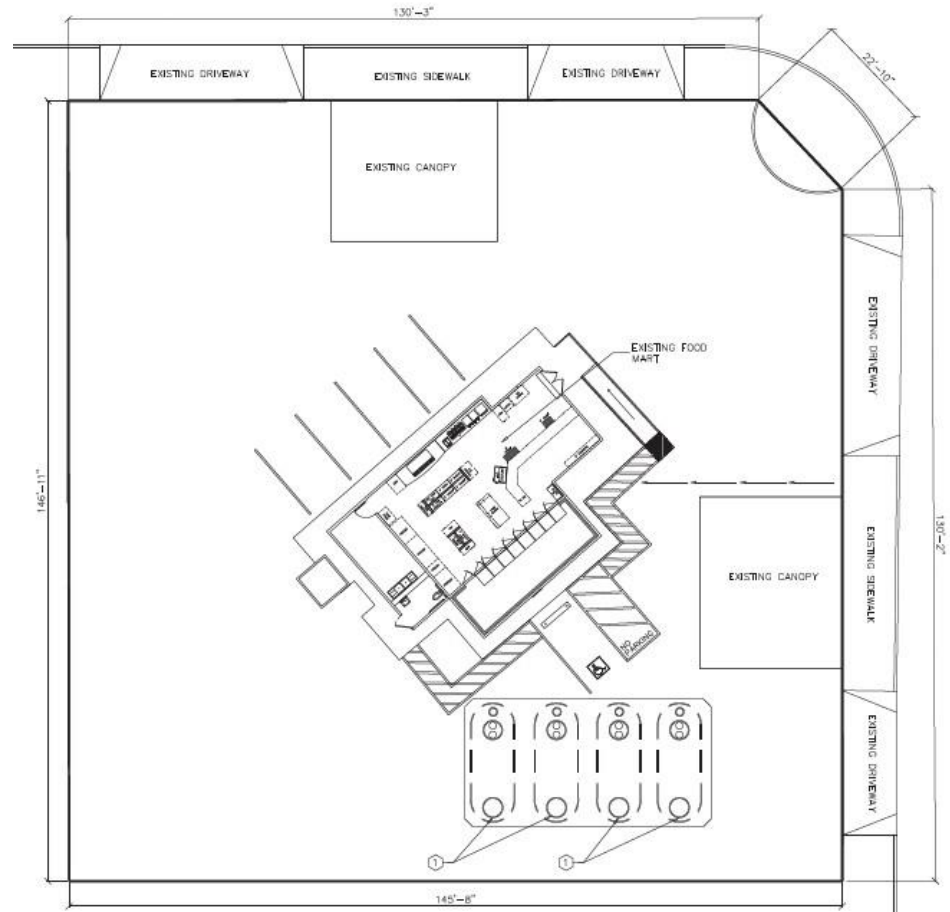 130'-3"
EXISTING DRIVEWAY
EXISTING SIDEWALK
EXISTING DRIVEWAY
22'-10"
EXISTING CANOPY
EXISTING FOOD
MART
EXISTING DRIVEWAY
146'-11"
130'-2"
EXISTING CANOPY
EXISTING SIDEWALK
NO
PARKING
EXISTING DRIVEWAY
1
1
145'-8"